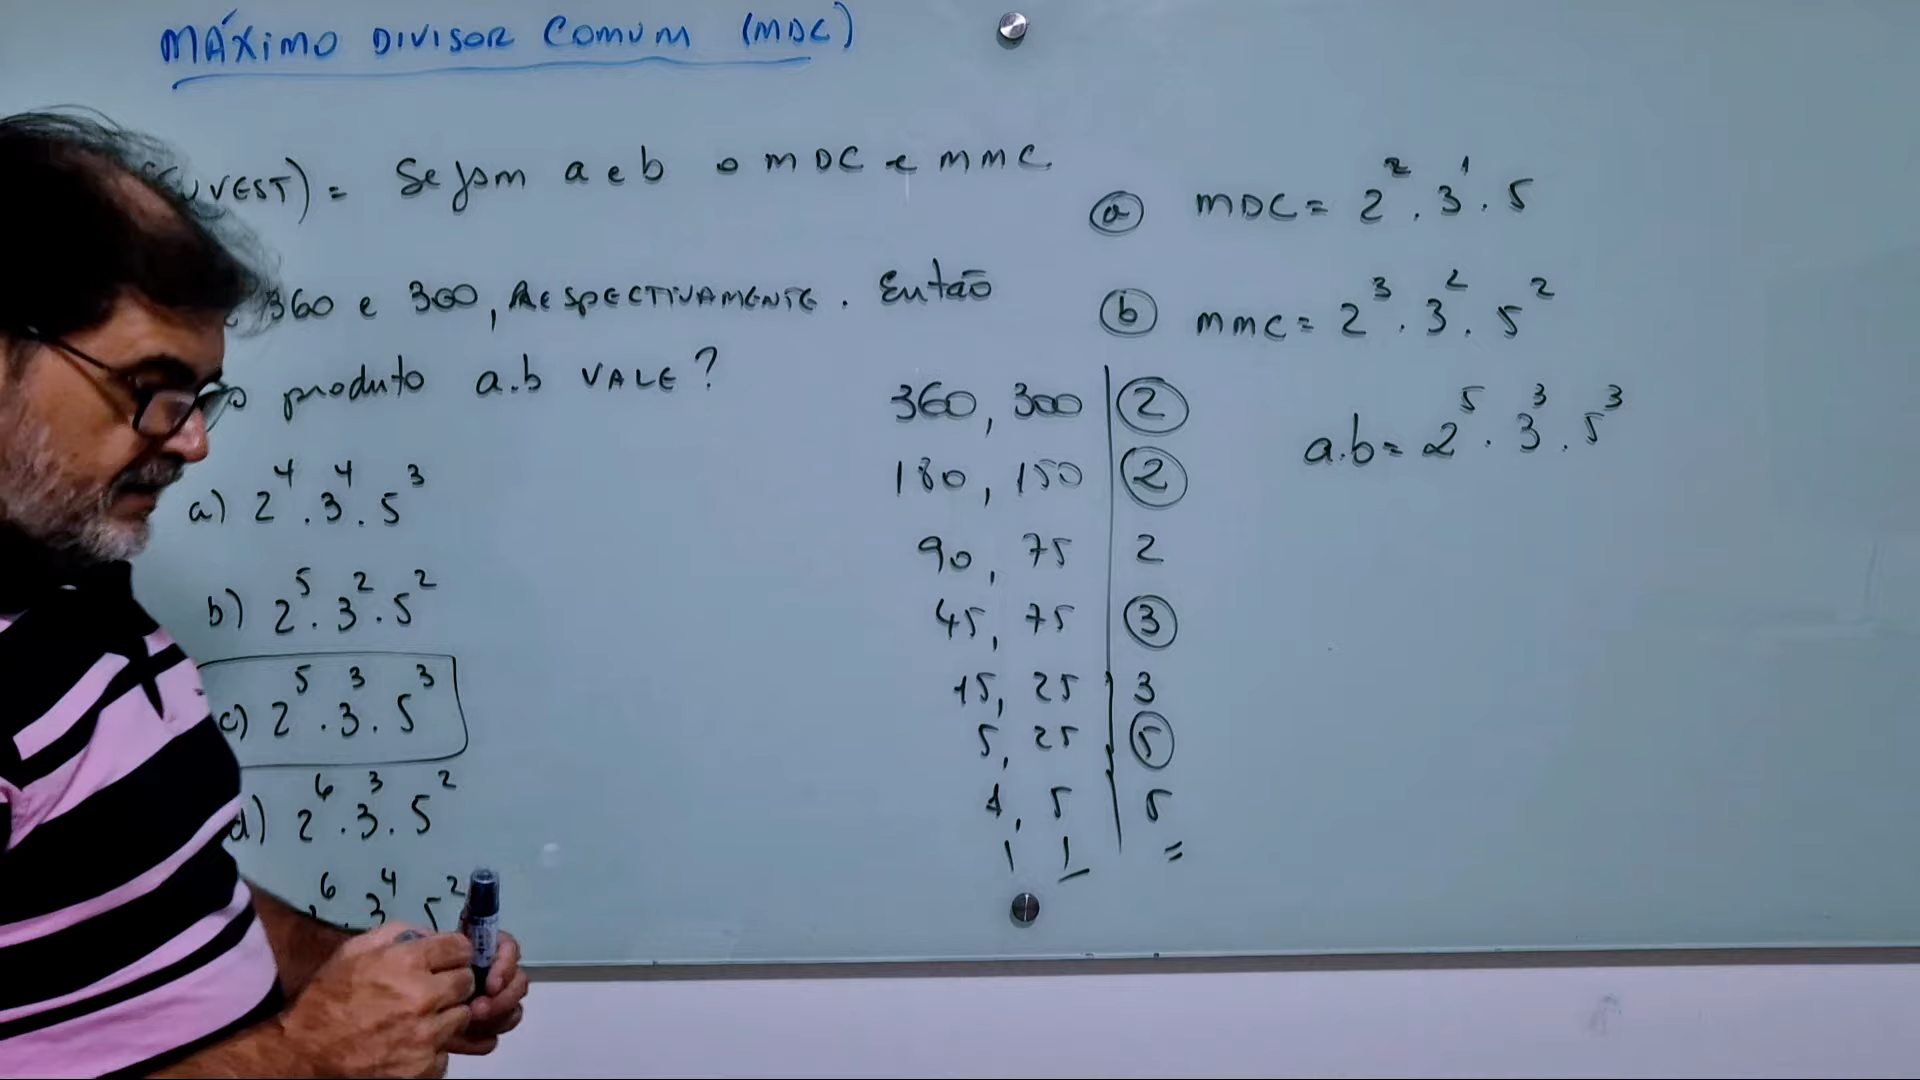 MÁXIMO DIVISOR COMUM (MDC)
UVEST) = Sejam a e b o MDC e MMC
360 e 300, RESPECTIVAMENTE. Então
o produto a.b VALE?
a) 2⁴ . 3⁴ . 5³
b) 2⁵ . 3² . 5²
c) 2⁵ . 3³ . 5³
d) 2⁶ . 3³ . 5²
2⁶ . 3⁴ 5²
360, 300 | 2
180, 150 | 2
90, 75 | 2
45, 75 | 3
15, 25 | 3
5, 25 | 5
1, 5 | 5
1 1 =
a MDC = 2² . 3¹ . 5
b MMC = 2³ . 3² . 5²
a.b = 2⁵ . 3³ . 5³